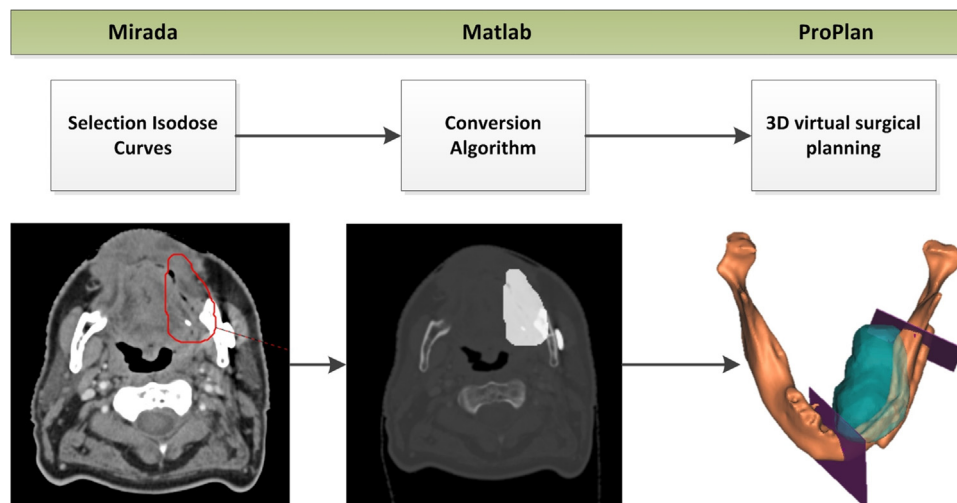 Mirada
Matlab
ProPlan
Selection Isodose
Curves
Conversion
Algorithm
3D virtual surgical
planning